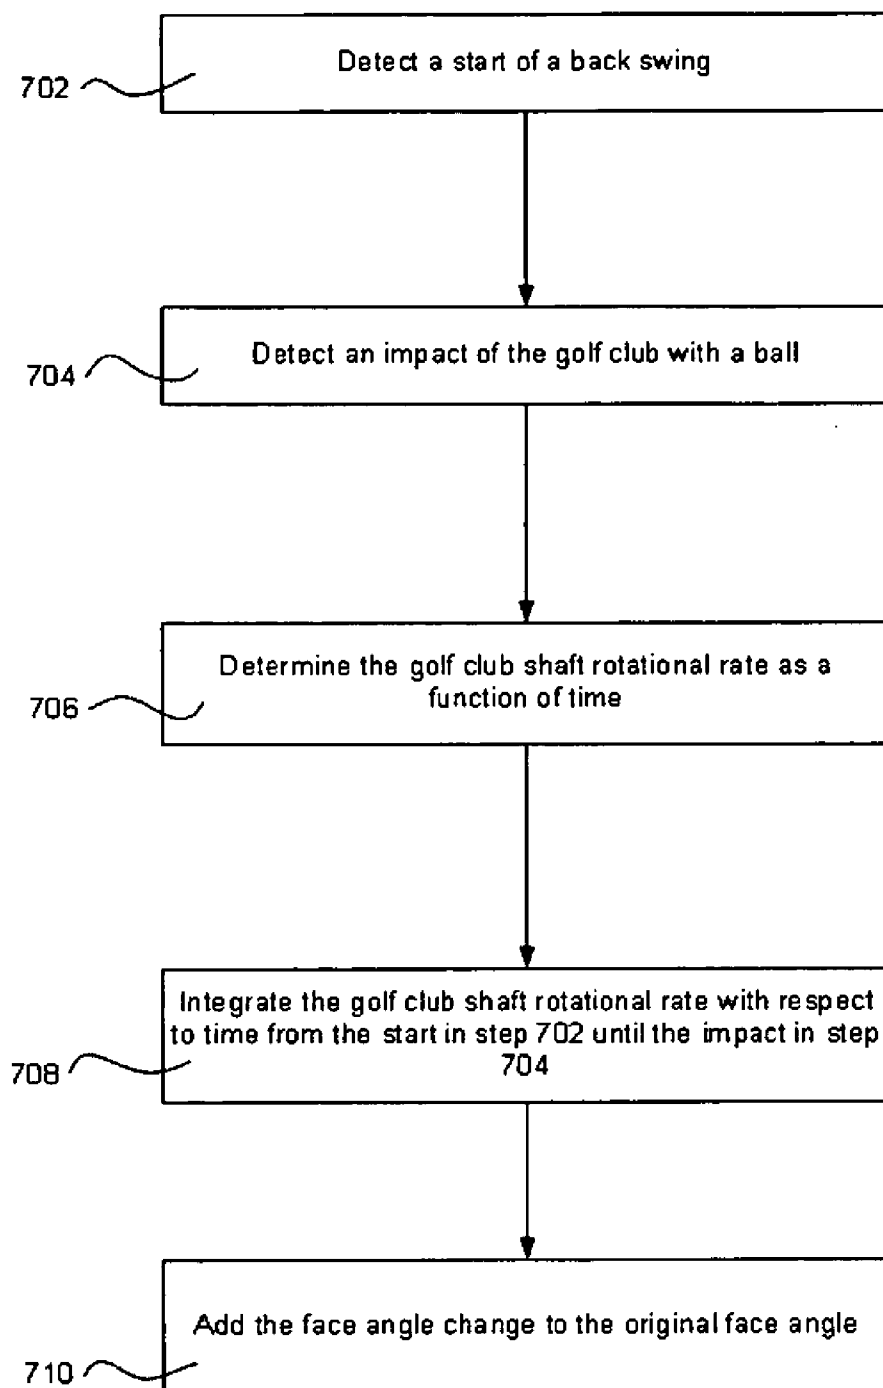 Detect a start of a back swing
702
Detect an impact of the golf club with a ball
704
Determine the golf club shaft rotational rate as a
function of time
706
Integrate the golf club shaft rotational rate with respect
to time from the start in step 702 until the impact in step
704
708
Add the face angle change to the original face angle
710